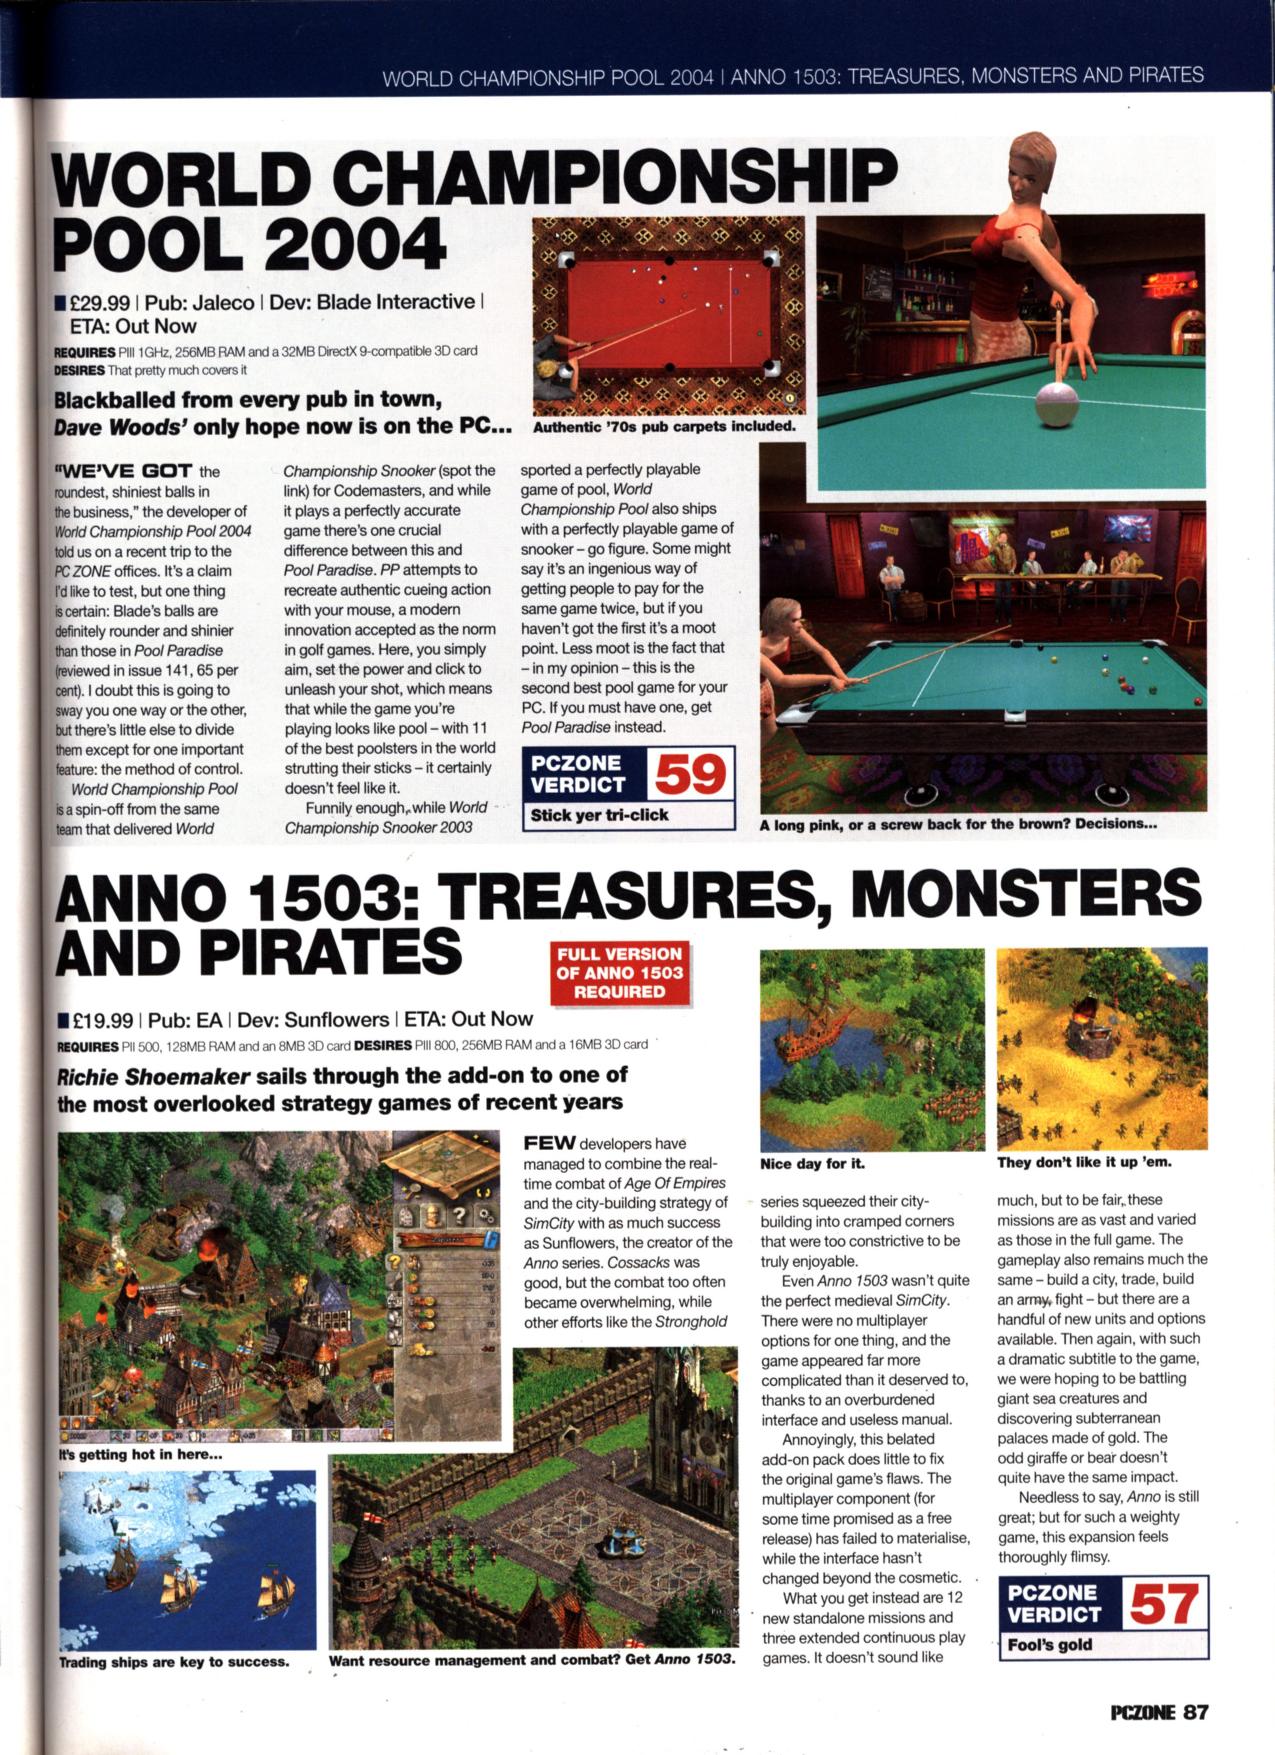 WORLD CHAMPIONSHIP POOL 2004 | ANNO 1503: TREASURES, MONSTERS AND PIRATES
WORLD CHAMPIONSHIP
POOL 2004
£29.99 | Pub: Jaleco | Dev: Blade Interactive |
ETA: Out Now
REQUIRES PIII 1GHz, 256MB RAM and a 32MB DirectX 9-compatible 3D card
DESIRES That pretty much covers it
Blackballed from every pub in town,
Dave Woods' only hope now is on the PC...
Authentic '70s pub carpets included.
"WE'VE GOT the
roundest, shiniest balls in
the business," the developer of
World Championship Pool 2004
told us on a recent trip to the
PC ZONE offices. It's a claim
I'd like to test, but one thing
is certain: Blade's balls are
definitely rounder and shinier
than those in Pool Paradise
(reviewed in issue 141, 65 per
cent). I doubt this is going to
sway you one way or the other,
but there's little else to divide
them except for one important
feature: the method of control.
World Championship Pool
is a spin-off from the same
team that delivered World
Championship Snooker (spot the
link) for Codemasters, and while
it plays a perfectly accurate
game there's one crucial
difference between this and
Pool Paradise. PP attempts to
recreate authentic cueing action
with your mouse, a modern
innovation accepted as the norm
in golf games. Here, you simply
aim, set the power and click to
unleash your shot, which means
that while the game you're
playing looks like pool – with 11
of the best poolsters in the world
strutting their sticks – it certainly
doesn't feel like it.
Funnily enough, while World
Championship Snooker 2003
sported a perfectly playable
game of pool, World
Championship Pool also ships
with a perfectly playable game of
snooker – go figure. Some might
say it's an ingenious way of
getting people to pay for the
same game twice, but if you
haven't got the first it's a moot
point. Less moot is the fact that
– in my opinion – this is the
second best pool game for your
PC. If you must have one, get
Pool Paradise instead.
PCZONE
VERDICT
59
Stick yer tri-click
A long pink, or a screw back for the brown? Decisions...
ANNO 1503: TREASURES, MONSTERS
AND PIRATES
FULL VERSION
OF ANNO 1503
REQUIRED
£19.99 | Pub: EA | Dev: Sunflowers | ETA: Out Now
REQUIRES PII 500, 128MB RAM and an 8MB 3D card DESIRES PIII 800, 256MB RAM and a 16MB 3D card
Richie Shoemaker sails through the add-on to one of
the most overlooked strategy games of recent years
It's getting hot in here...
Trading ships are key to success.
Want resource management and combat? Get Anno 1503.
Nice day for it.
They don't like it up 'em.
FEW developers have
managed to combine the real-
time combat of Age Of Empires
and the city-building strategy of
SimCity with as much success
as Sunflowers, the creator of the
Anno series. Cossacks was
good, but the combat too often
became overwhelming, while
other efforts like the Stronghold
series squeezed their city-
building into cramped corners
that were too constrictive to be
truly enjoyable.
Even Anno 1503 wasn't quite
the perfect medieval SimCity.
There were no multiplayer
options for one thing, and the
game appeared far more
complicated than it deserved to,
thanks to an overburdened
interface and useless manual.
Annoyingly, this belated
add-on pack does little to fix
the original game's flaws. The
multiplayer component (for
some time promised as a free
release) has failed to materialise,
while the interface hasn't
changed beyond the cosmetic.
What you get instead are 12
new standalone missions and
three extended continuous play
games. It doesn't sound like
much, but to be fair, these
missions are as vast and varied
as those in the full game. The
gameplay also remains much the
same – build a city, trade, build
an army, fight – but there are a
handful of new units and options
available. Then again, with such
a dramatic subtitle to the game,
we were hoping to be battling
giant sea creatures and
discovering subterranean
palaces made of gold. The
odd giraffe or bear doesn't
quite have the same impact.
Needless to say, Anno is still
great; but for such a weighty
game, this expansion feels
thoroughly flimsy.
PCZONE
VERDICT
57
Fool's gold
PCZONE 87